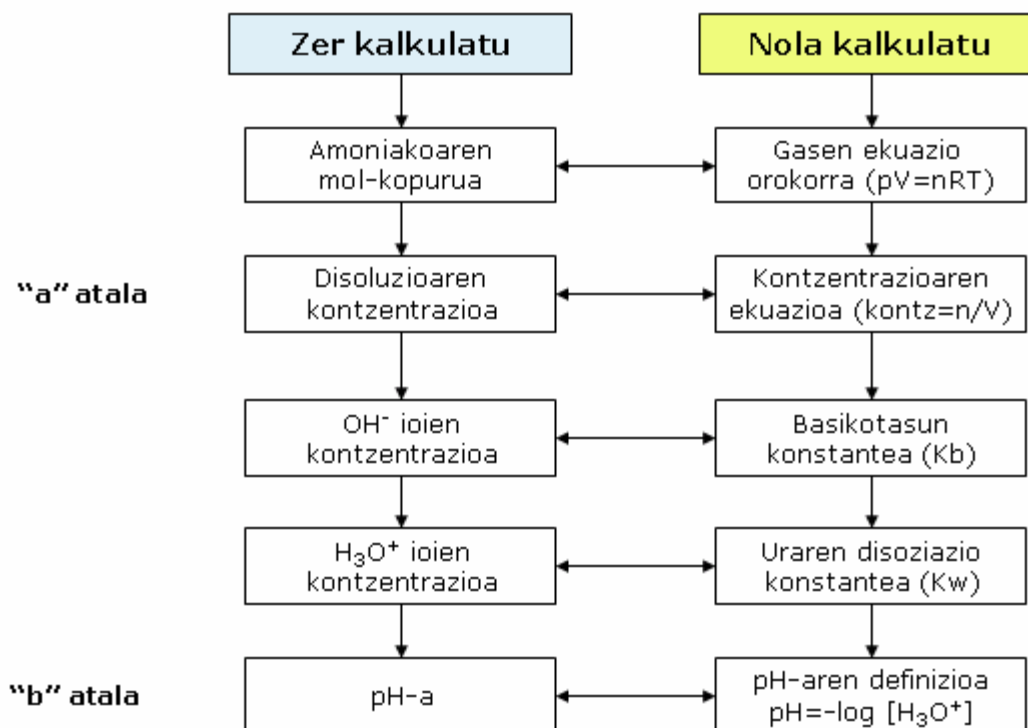 Zer kalkulatu
Nola kalkulatu
Amoniakoaren
mol-kopurua
Gasen ekuazio
orokorra (pV=nRT)
“a” atala
Disoluzioaren
kontzentrazioa
Kontzentrazioaren
ekuazioa (kontz=n/V)
OH⁻ ioien
kontzentrazioa
Basikotasun
konstantea (Kb)
H₃O⁺ ioien
kontzentrazioa
Uraren disoziazio
konstantea (Kw)
“b” atala
pH-a
pH-aren definizioa
pH=-log [H₃O⁺]